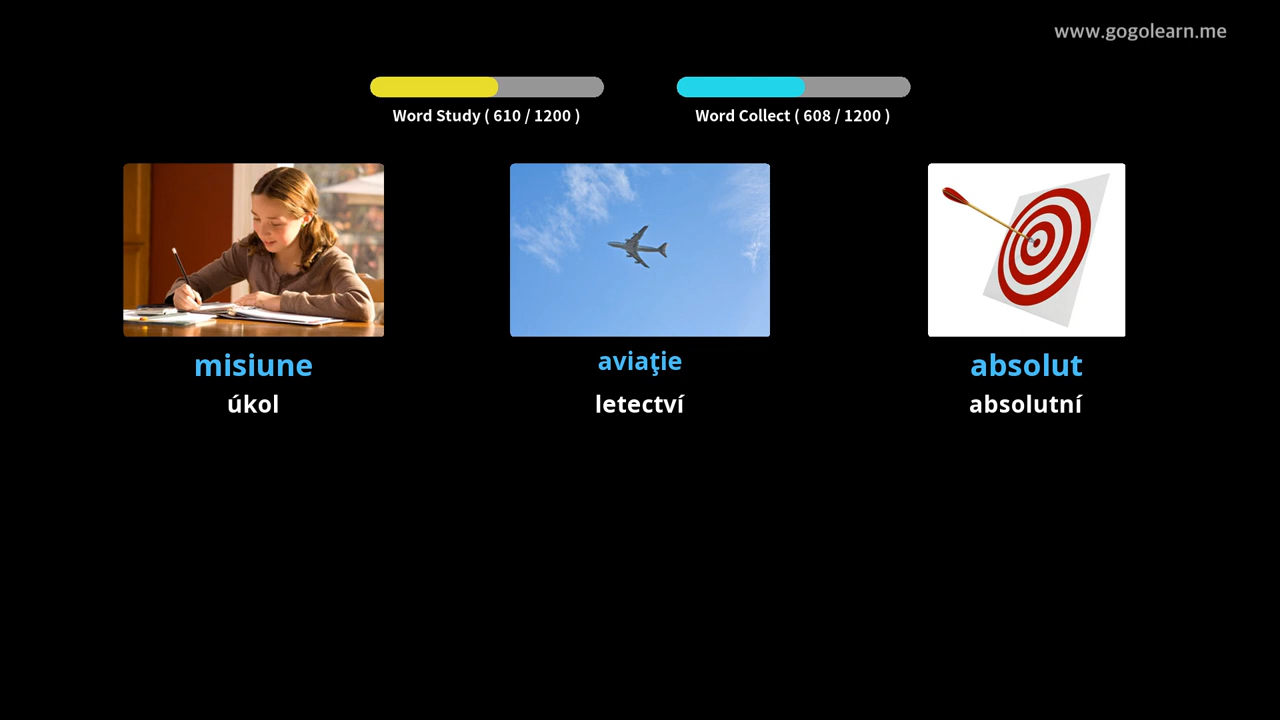 www.gogolearn.me
Word Study ( 610 / 1200 )
Word Collect ( 608 / 1200 )
misiune
aviaţie
absolut
úkol
letectví
absolutní